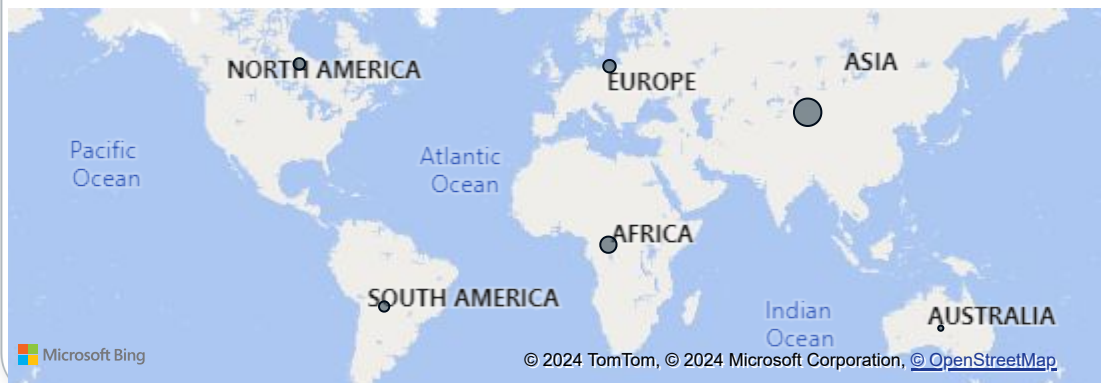 ASIA
NORTH AMERICA
EUROPE
Pacific
Ocean
Atlantic
Ocean
AFRICA
SOUTH AMERICA
Indian
Ocean
AUSTRALIA
Microsoft Bing
© 2024 TomTom, © 2024 Microsoft Corporation, © OpenStreetMap